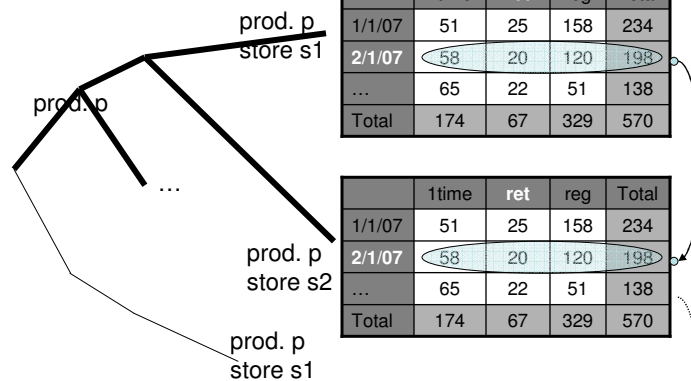 prod. p
store s1
1/1/07 51 25 158 234
2/1/07 58 20 120 198
... 65 22 51 138
Total 174 67 329 570
prod. p
...
1time ret reg Total
1/1/07 51 25 158 234
2/1/07 58 20 120 198
... 65 22 51 138
Total 174 67 329 570
prod. p
store s2
prod. p
store s1